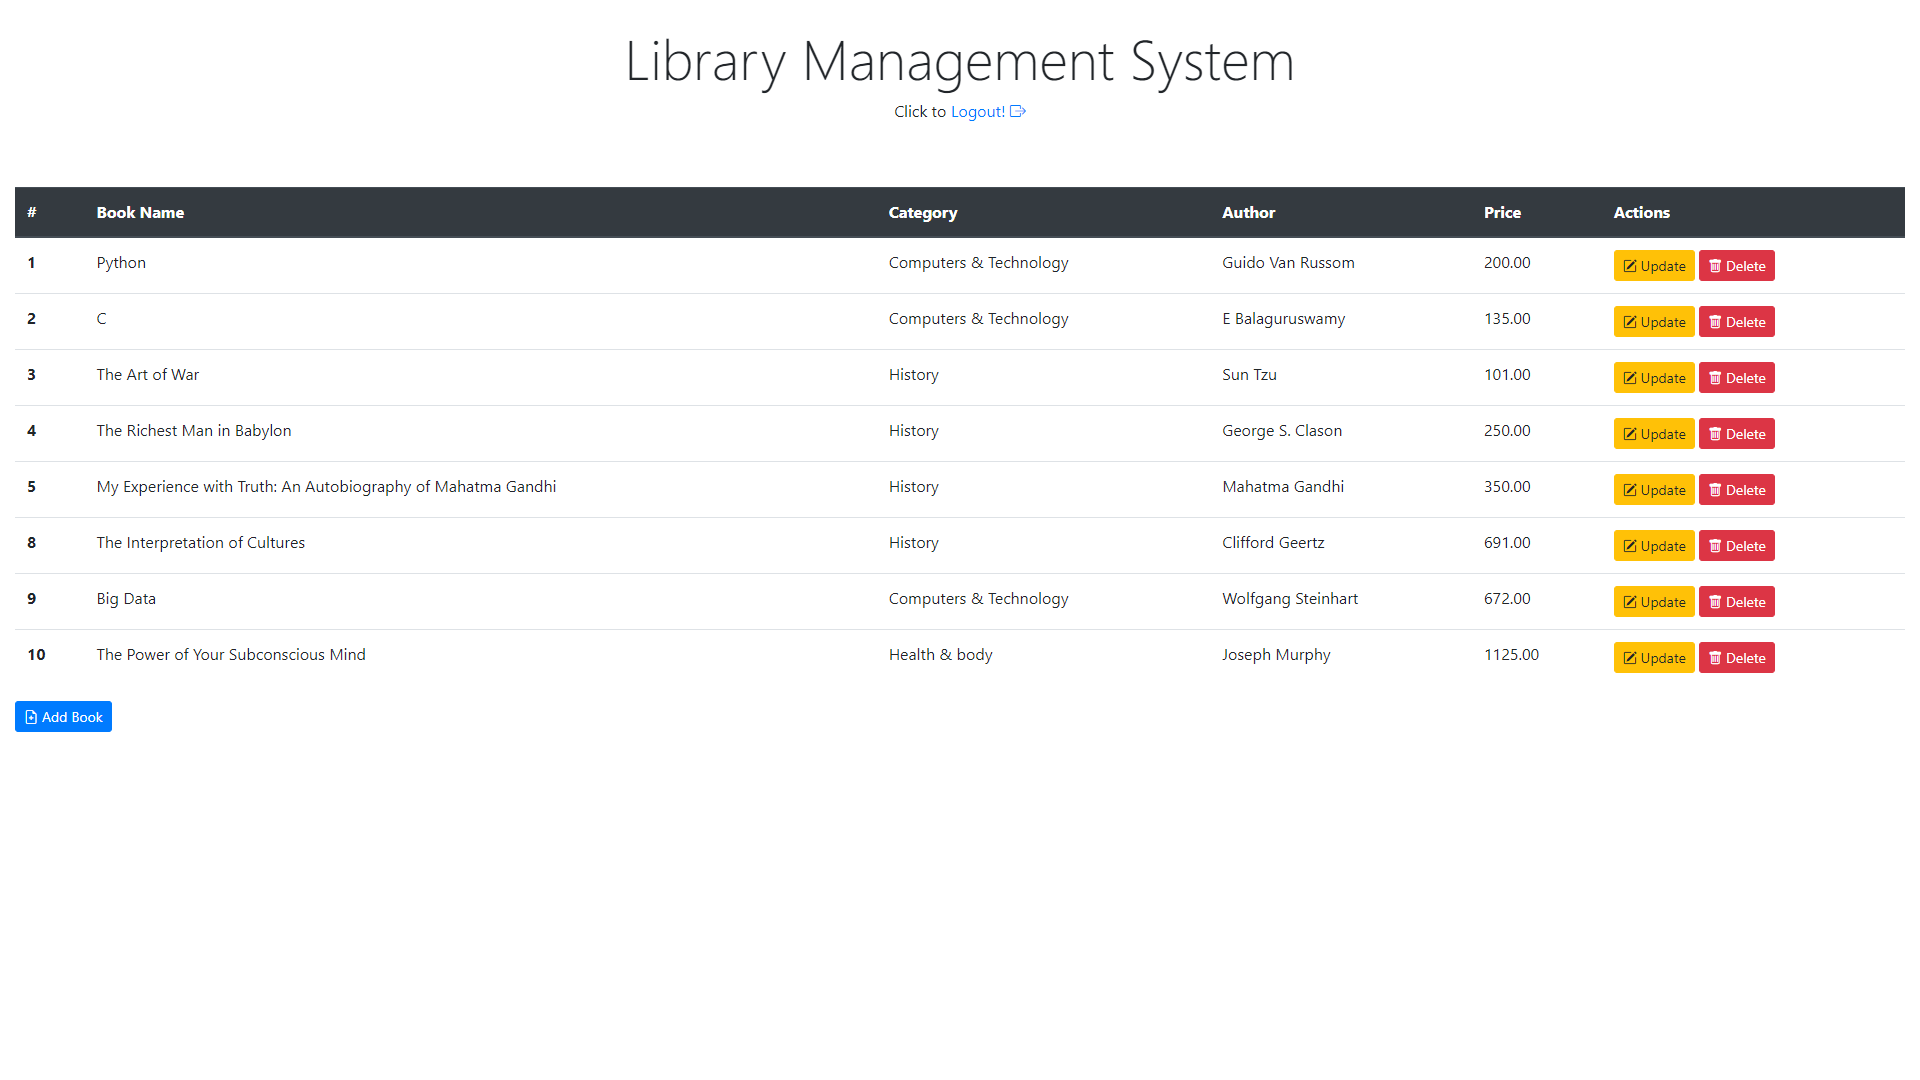 Library Management System
Click to Logout!
# Book Name Category Author Price Actions
1 Python Computers & Technology Guido Van Russom 200.00 Update Delete
2 C Computers & Technology E Balaguruswamy 135.00 Update Delete
3 The Art of War History Sun Tzu 101.00 Update Delete
4 The Richest Man in Babylon History George S. Clason 250.00 Update Delete
5 My Experience with Truth: An Autobiography of Mahatma Gandhi History Mahatma Gandhi 350.00 Update Delete
8 The Interpretation of Cultures History Clifford Geertz 691.00 Update Delete
9 Big Data Computers & Technology Wolfgang Steinhart 672.00 Update Delete
10 The Power of Your Subconscious Mind Health & body Joseph Murphy 1125.00 Update Delete
Add Book